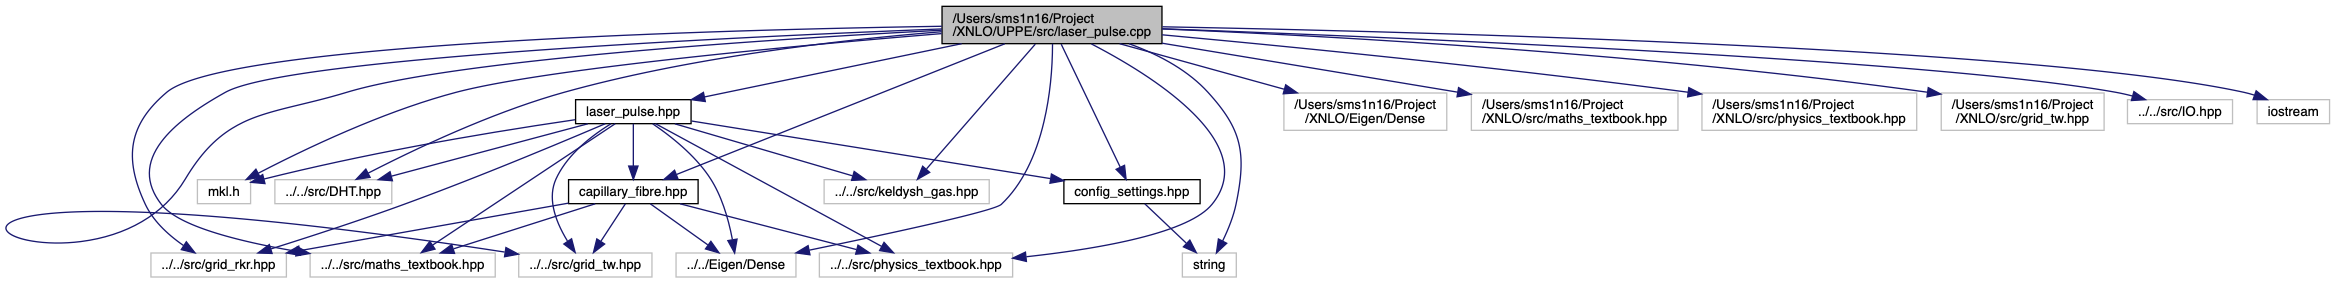 /Users/sms1n16/Project
/XNLO/UPPE/src/laser_pulse.cpp
laser_pulse.hpp
/Users/sms1n16/Project
/XNLO/Eigen/Dense
/Users/sms1n16/Project
/XNLO/src/maths_textbook.hpp
/Users/sms1n16/Project
/XNLO/src/physics_textbook.hpp
/Users/sms1n16/Project
/XNLO/src/grid_tw.hpp
../../src/IO.hpp
iostream
mkl.h
../../src/DHT.hpp
capillary_fibre.hpp
../../src/keldysh_gas.hpp
config_settings.hpp
../../src/grid_rkr.hpp
../../src/maths_textbook.hpp
../../src/grid_tw.hpp
../../Eigen/Dense
../../src/physics_textbook.hpp
string